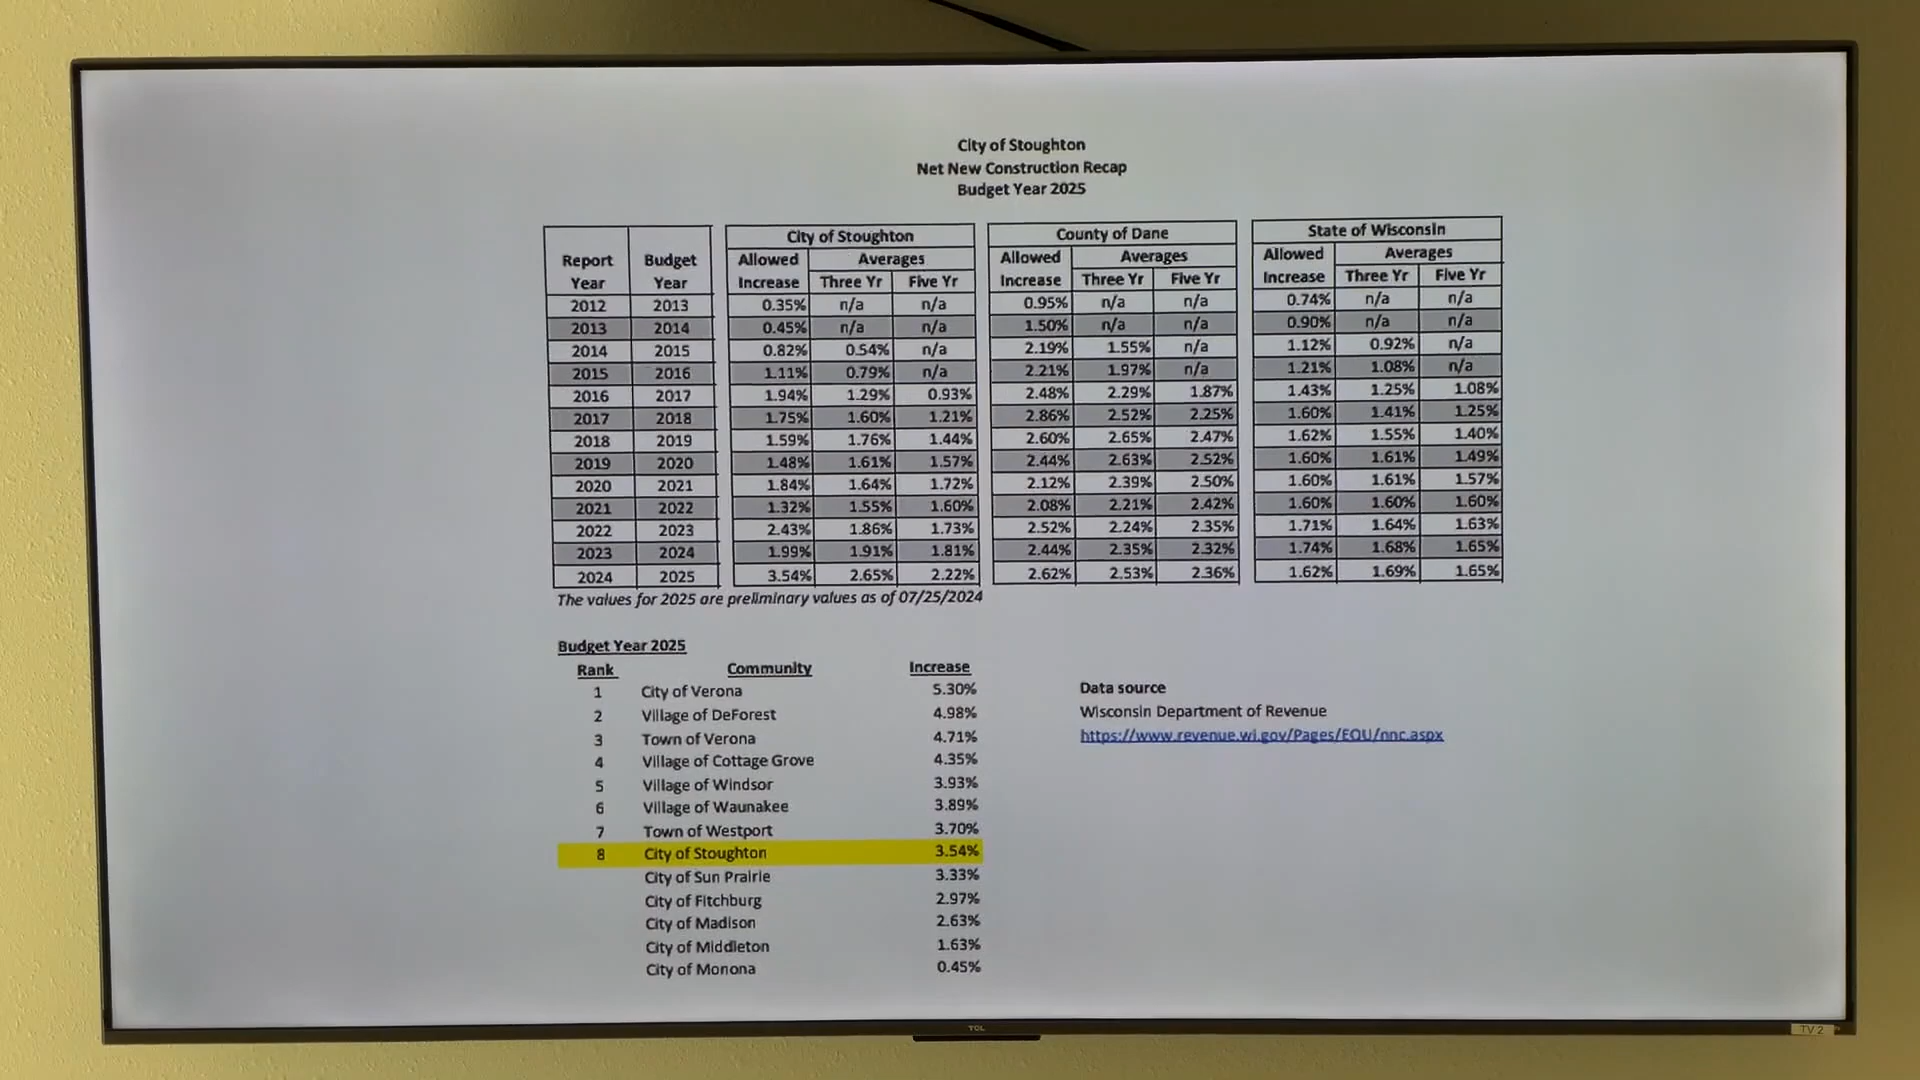 City of Stoughton
Net New Construction Recap
Budget Year 2025
City of Stoughton County of Dane State of Wisconsin
Report Budget Allowed Averages Allowed Averages Allowed Averages
Year Year Increase Three Yr Five Yr Increase Three Yr Five Yr Increase Three Yr Five Yr
2012 2013 0.35% n/a n/a 0.95% n/a n/a 0.74% n/a n/a
2013 2014 0.45% n/a n/a 1.50% n/a n/a 0.90% n/a n/a
2014 2015 0.82% 0.54% n/a 2.19% 1.55% n/a 1.12% 0.92% n/a
2015 2016 1.11% 0.79% n/a 2.21% 1.97% n/a 1.21% 1.08% n/a
2016 2017 1.94% 1.29% 0.93% 2.48% 2.29% 1.87% 1.43% 1.25% 1.08%
2017 2018 1.75% 1.60% 1.21% 2.86% 2.52% 2.25% 1.60% 1.41% 1.25%
2018 2019 1.59% 1.76% 1.44% 2.60% 2.65% 2.47% 1.62% 1.55% 1.40%
2019 2020 1.48% 1.61% 1.57% 2.44% 2.63% 2.52% 1.60% 1.61% 1.49%
2020 2021 1.84% 1.64% 1.72% 2.12% 2.39% 2.50% 1.60% 1.61% 1.57%
2021 2022 1.32% 1.55% 1.60% 2.08% 2.21% 2.42% 1.60% 1.60% 1.60%
2022 2023 2.43% 1.86% 1.73% 2.52% 2.24% 2.35% 1.71% 1.64% 1.63%
2023 2024 1.99% 1.91% 1.81% 2.44% 2.35% 2.32% 1.74% 1.68% 1.65%
2024 2025 3.54% 2.65% 2.22% 2.62% 2.53% 2.36% 1.62% 1.69% 1.65%
The values for 2025 are preliminary values as of 07/25/2024
Budget Year 2025
Rank Community Increase
1 City of Verona 5.30%
2 Village of DeForest 4.98%
3 Town of Verona 4.71%
4 Village of Cottage Grove 4.35%
5 Village of Windsor 3.93%
6 Village of Waunakee 3.89%
7 Town of Westport 3.70%
8 City of Stoughton 3.54%
City of Sun Prairie 3.33%
City of Fitchburg 2.97%
City of Madison 2.63%
City of Middleton 1.63%
City of Monona 0.45%
Data source
Wisconsin Department of Revenue
https://www.revenue.wi.gov/Pages/EQU/nnc.aspx
TCL
TV 2